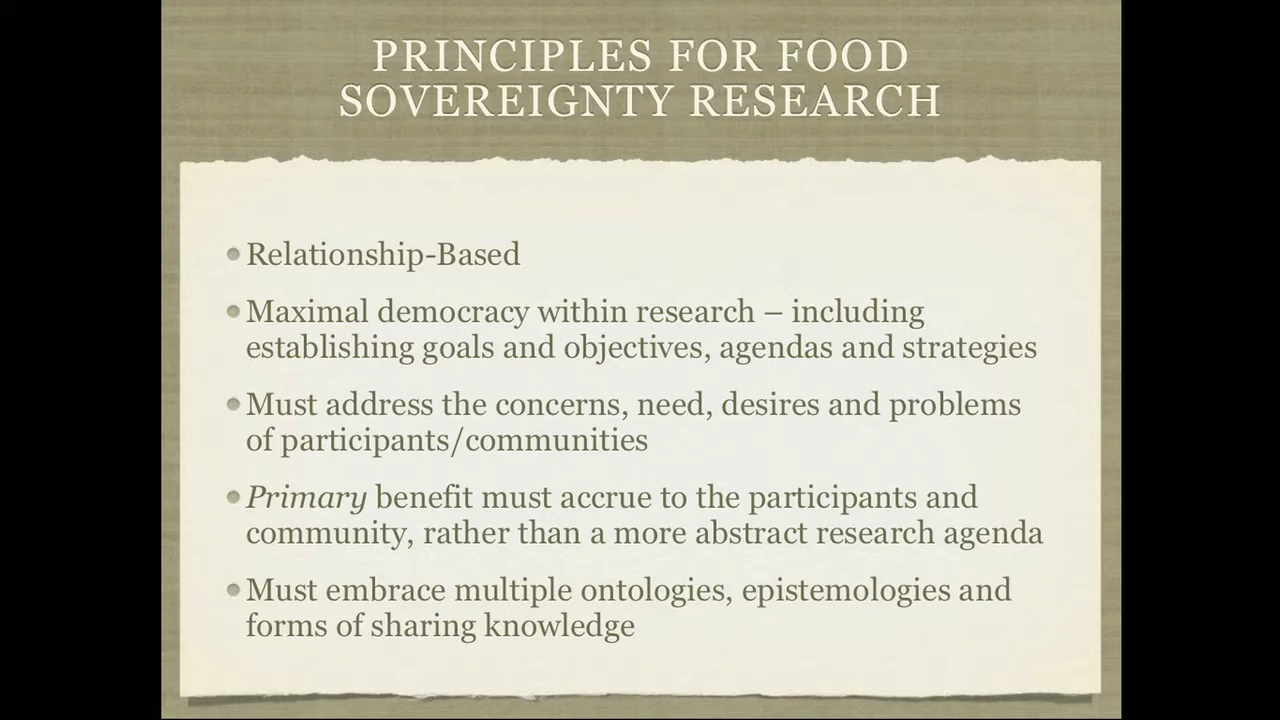 PRINCIPLES FOR FOOD
SOVEREIGNTY RESEARCH
Relationship-Based
Maximal democracy within research – including
establishing goals and objectives, agendas and strategies
Must address the concerns, need, desires and problems
of participants/communities
Primary benefit must accrue to the participants and
community, rather than a more abstract research agenda
Must embrace multiple ontologies, epistemologies and
forms of sharing knowledge